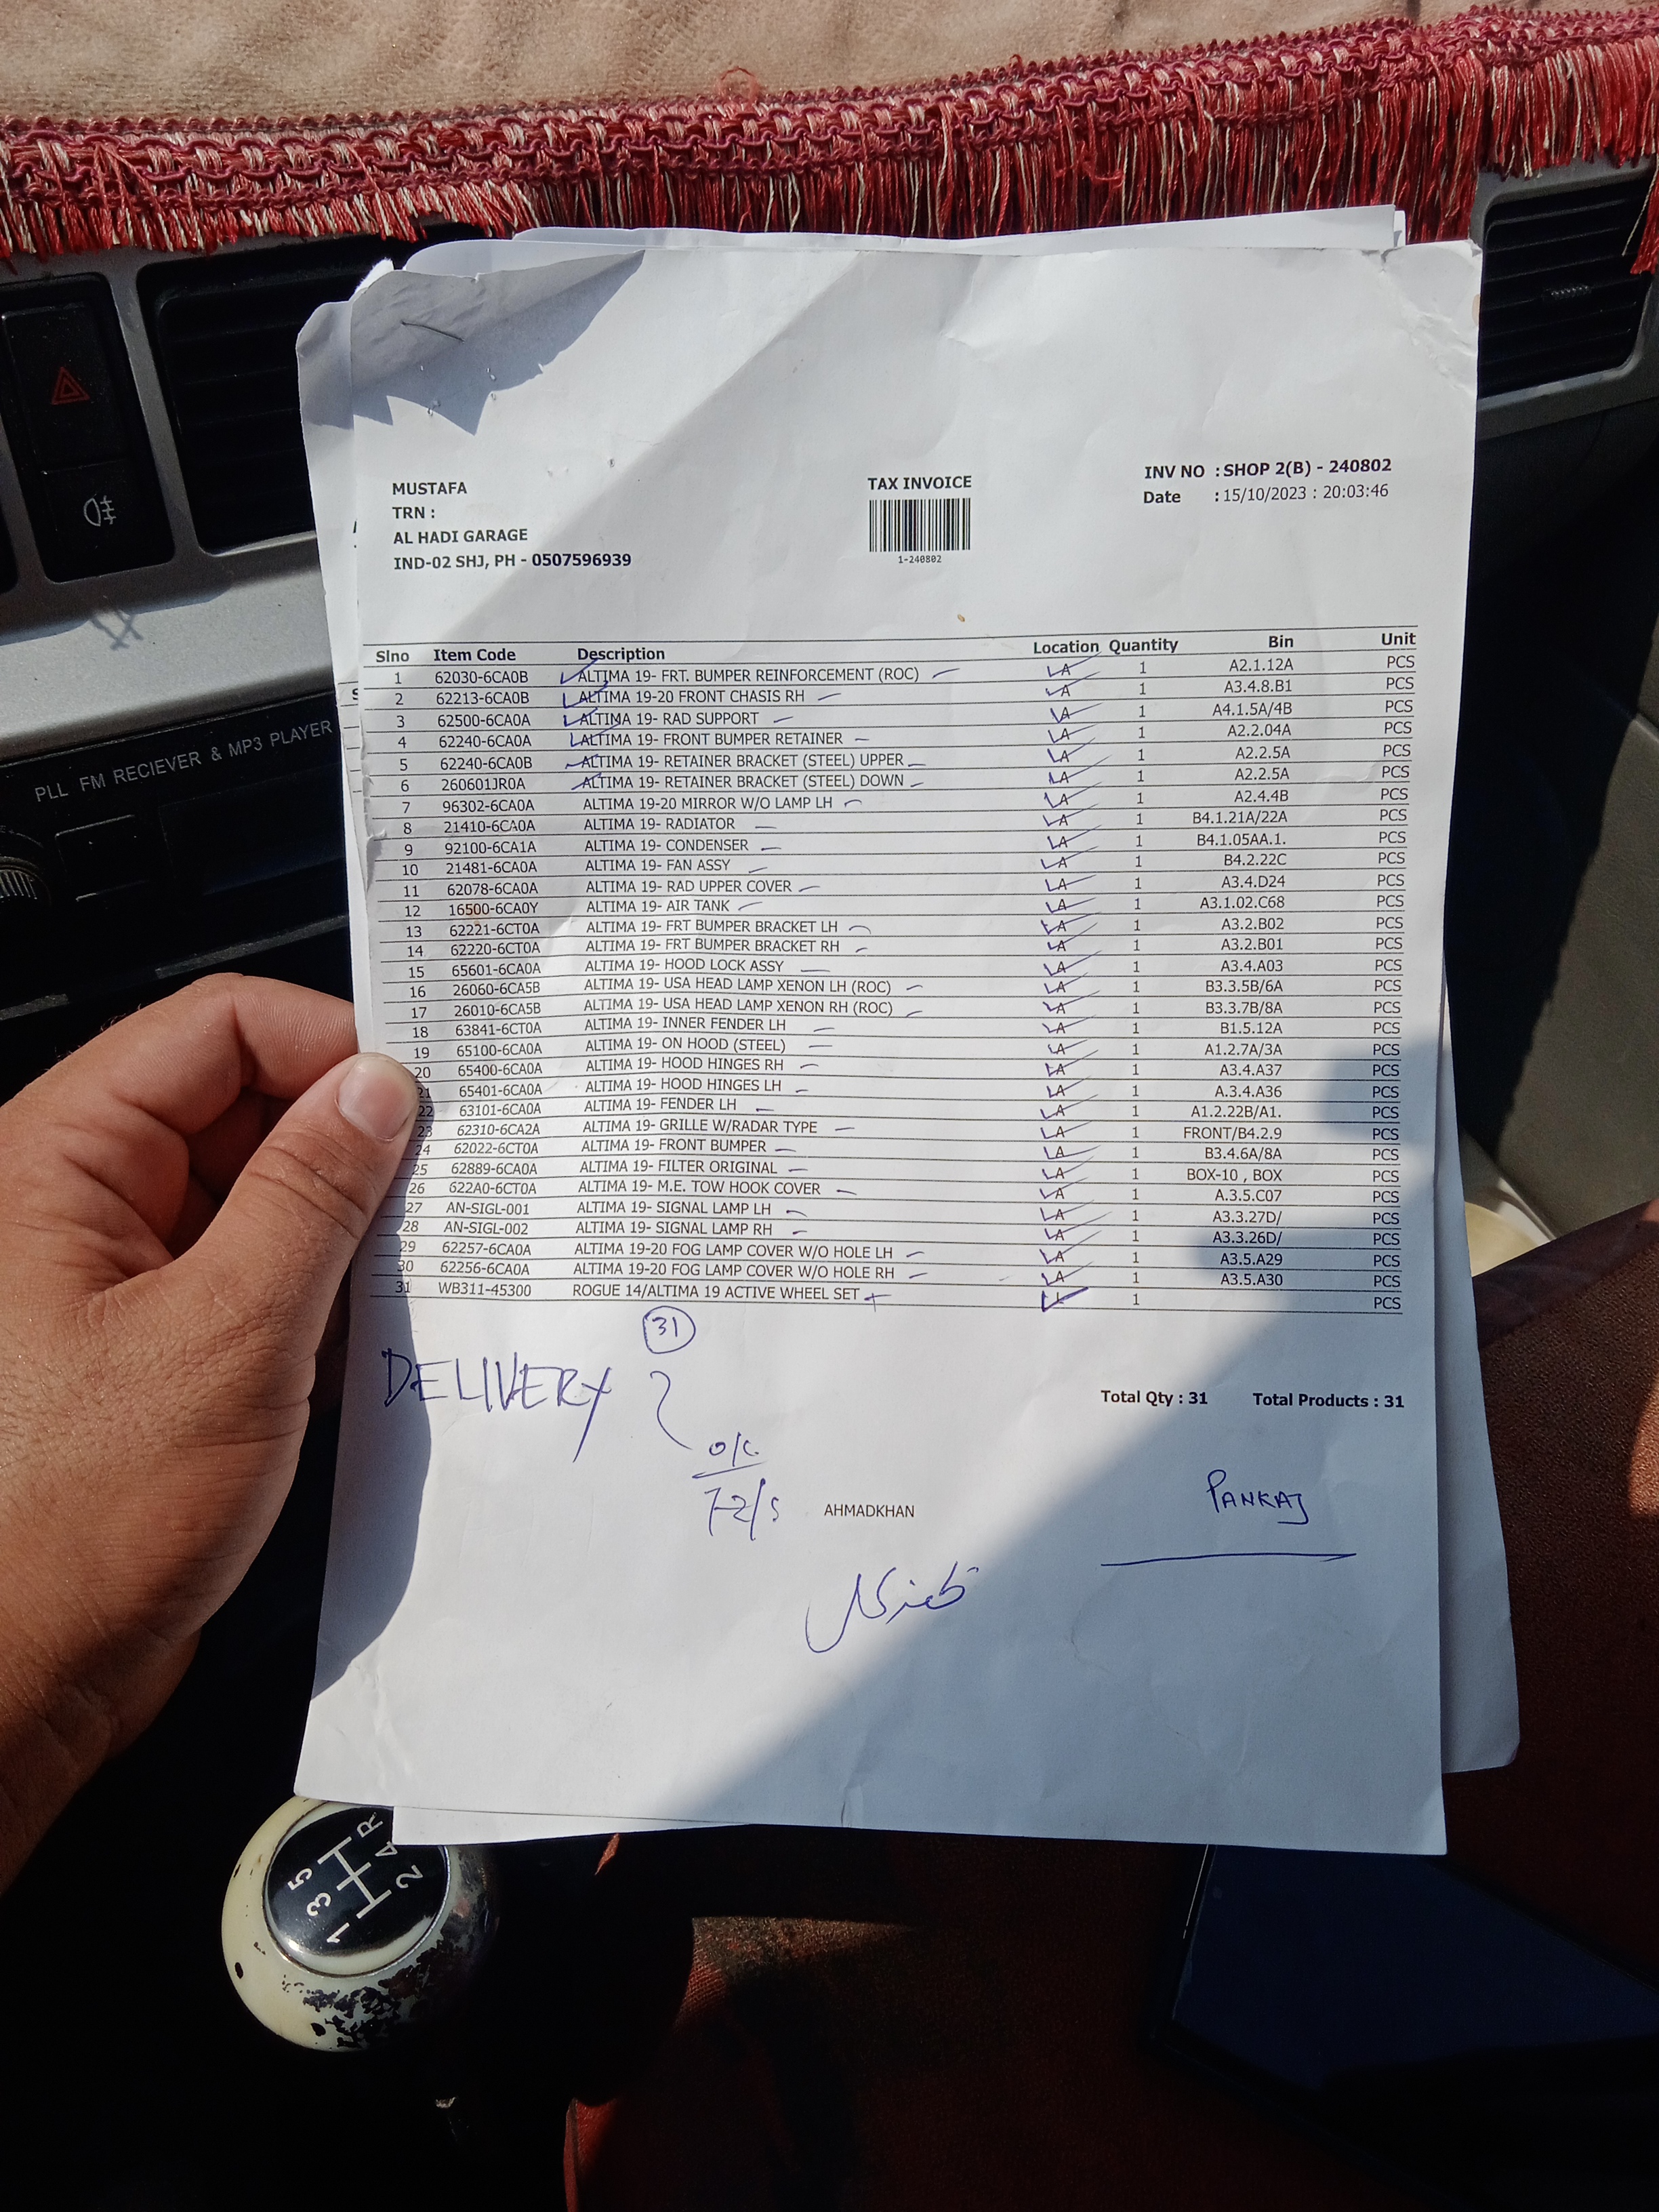 PLL FM RECIEVER & MP3 PLAYER
MUSTAFA
TRN :
AL HADI GARAGE
IND-02 SHJ, PH - 0507596939
TAX INVOICE
1-240802
INV NO : SHOP 2(B) - 240802
Date : 15/10/2023 : 20:03:46
Slno Item Code Description Location Quantity Bin Unit
1 62030-6CA0B ALTIMA 19- FRT. BUMPER REINFORCEMENT (ROC) LA 1 A2.1.12A PCS
2 62213-6CA0B ALTIMA 19-20 FRONT CHASIS RH LA 1 A3.4.8.B1 PCS
3 62500-6CA0A ALTIMA 19- RAD SUPPORT LA 1 A4.1.5A/4B PCS
4 62240-6CA0A ALTIMA 19- FRONT BUMPER RETAINER LA 1 A2.2.04A PCS
5 62240-6CA0B ALTIMA 19- RETAINER BRACKET (STEEL) UPPER LA 1 A2.2.5A PCS
6 260601JR0A ALTIMA 19- RETAINER BRACKET (STEEL) DOWN LA 1 A2.2.5A PCS
7 96302-6CA0A ALTIMA 19-20 MIRROR W/O LAMP LH LA 1 A2.4.4B PCS
8 21410-6CA0A ALTIMA 19- RADIATOR LA 1 B4.1.21A/22A PCS
9 92100-6CA1A ALTIMA 19- CONDENSER LA 1 B4.1.05AA.1. PCS
10 21481-6CA0A ALTIMA 19- FAN ASSY LA 1 B4.2.22C PCS
11 62078-6CA0A ALTIMA 19- RAD UPPER COVER LA 1 A3.4.D24 PCS
12 16500-6CA0Y ALTIMA 19- AIR TANK LA 1 A3.1.02.C68 PCS
13 62221-6CT0A ALTIMA 19- FRT BUMPER BRACKET LH LA 1 A3.2.B02 PCS
14 62220-6CT0A ALTIMA 19- FRT BUMPER BRACKET RH LA 1 A3.2.B01 PCS
15 65601-6CA0A ALTIMA 19- HOOD LOCK ASSY LA 1 A3.4.A03 PCS
16 26060-6CA5B ALTIMA 19- USA HEAD LAMP XENON LH (ROC) LA 1 B3.3.5B/6A PCS
17 26010-6CA5B ALTIMA 19- USA HEAD LAMP XENON RH (ROC) LA 1 B3.3.7B/8A PCS
18 63841-6CT0A ALTIMA 19- INNER FENDER LH LA 1 B1.5.12A PCS
19 65100-6CA0A ALTIMA 19- ON HOOD (STEEL) LA 1 A1.2.7A/3A PCS
20 65400-6CA0A ALTIMA 19- HOOD HINGES RH LA 1 A3.4.A37 PCS
21 65401-6CA0A ALTIMA 19- HOOD HINGES LH LA 1 A.3.4.A36 PCS
22 63101-6CA0A ALTIMA 19- FENDER LH LA 1 A1.2.22B/A1. PCS
23 62310-6CA2A ALTIMA 19- GRILLE W/RADAR TYPE LA 1 FRONT/B4.2.9 PCS
24 62022-6CT0A ALTIMA 19- FRONT BUMPER LA 1 B3.4.6A/8A PCS
25 62889-6CA0A ALTIMA 19- FILTER ORIGINAL LA 1 BOX-10 , BOX PCS
26 622A0-6CT0A ALTIMA 19- M.E. TOW HOOK COVER LA 1 A.3.5.C07 PCS
27 AN-SIGL-001 ALTIMA 19- SIGNAL LAMP LH LA 1 A3.3.27D/ PCS
28 AN-SIGL-002 ALTIMA 19- SIGNAL LAMP RH LA 1 A3.3.26D/ PCS
29 62257-6CA0A ALTIMA 19-20 FOG LAMP COVER W/O HOLE LH LA 1 A3.5.A29 PCS
30 62256-6CA0A ALTIMA 19-20 FOG LAMP COVER W/O HOLE RH LA 1 A3.5.A30 PCS
31 WB311-45300 ROGUE 14/ALTIMA 19 ACTIVE WHEEL SET 1 PCS
31
DELIVERY
Total Qty : 31 Total Products : 31
O/C
AHMADKHAN
PANKAJ
1 3 5
2 4 R